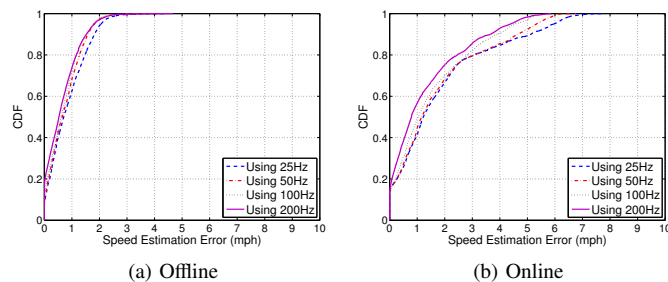 1
0.8
0.6
0.4
0.2
0
CDF
0 1 2 3 4 5 6 7 8 9 10
Speed Estimation Error (mph)
Using 25Hz
Using 50Hz
Using 100Hz
Using 200Hz
(a) Offline
1
0.8
0.6
0.4
0.2
0
CDF
0 1 2 3 4 5 6 7 8 9 10
Speed Estimation Error (mph)
Using 25Hz
Using 50Hz
Using 100Hz
Using 200Hz
(b) Online